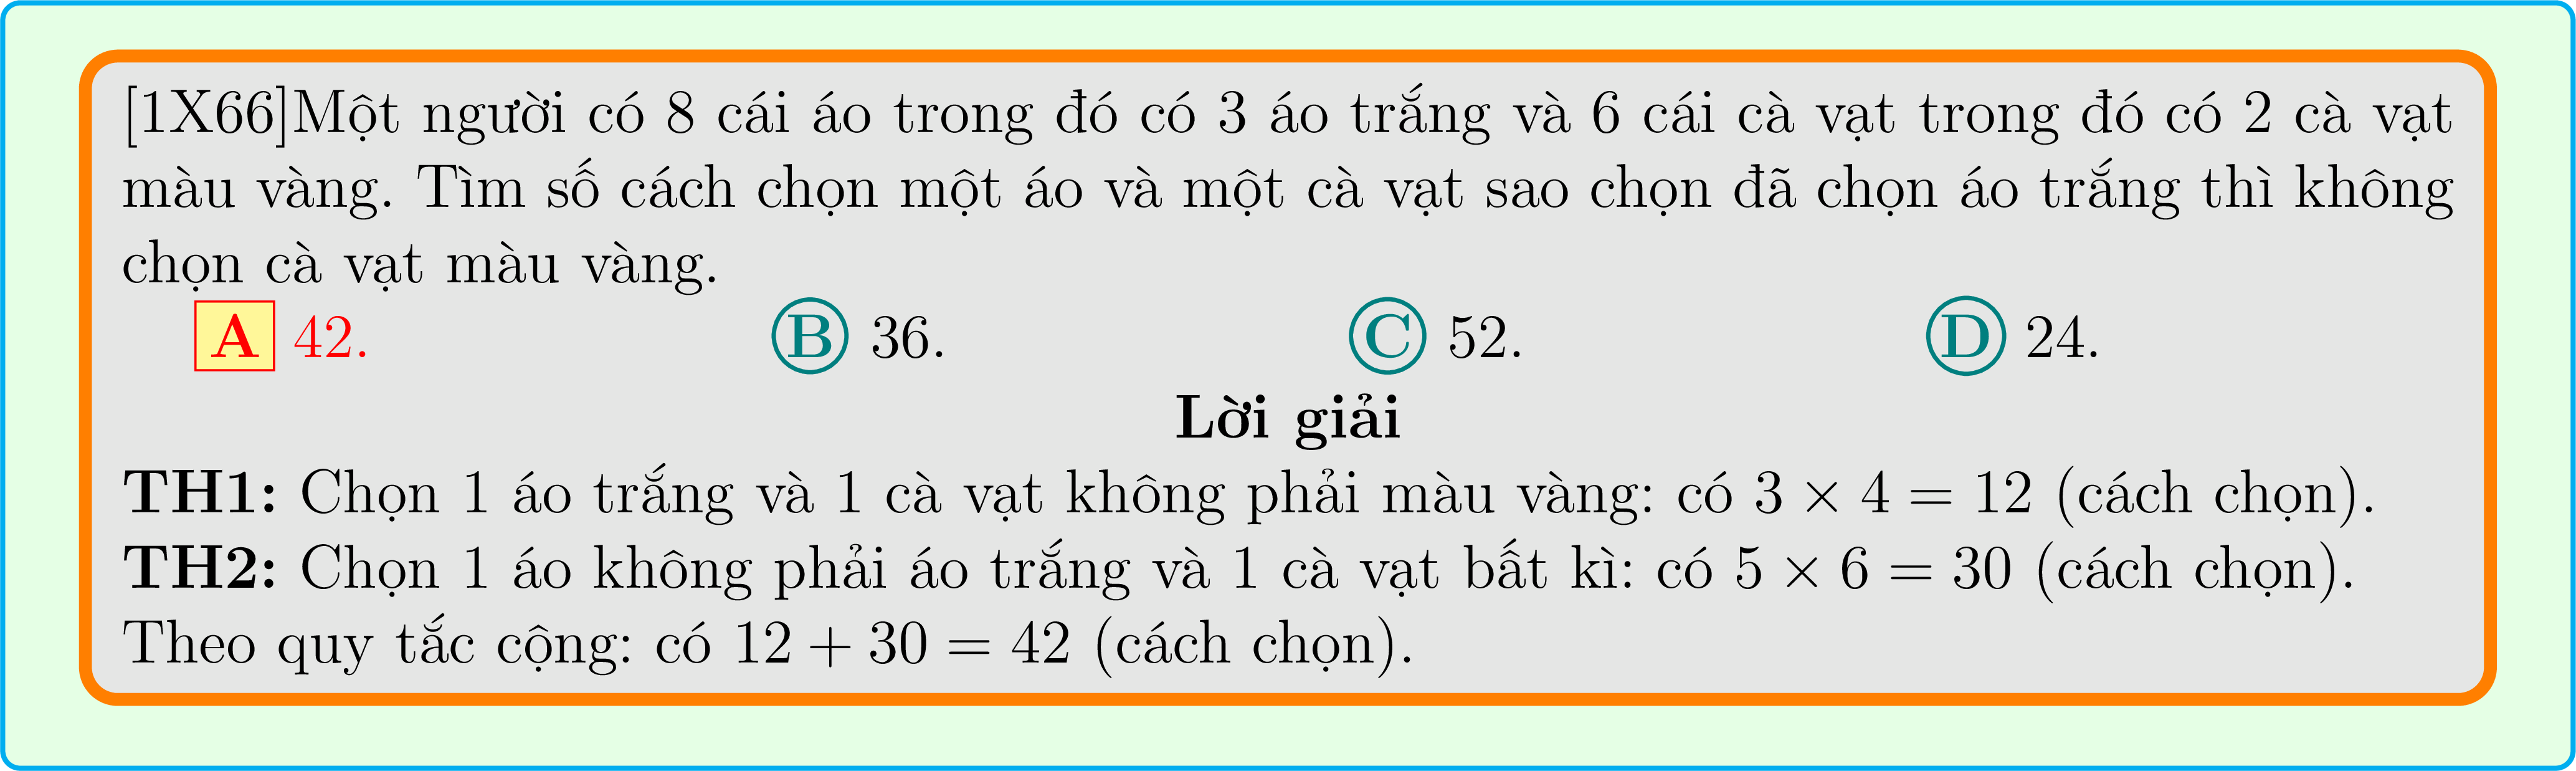 [1X66]Một người có 8 cái áo trong đó có 3 áo trắng và 6 cái cà vạt trong đó có 2 cà vạt
màu vàng. Tìm số cách chọn một áo và một cà vạt sao chọn đã chọn áo trắng thì không
chọn cà vạt màu vàng.
A 42. B 36. C 52. D 24.
Lời giải
TH1: Chọn 1 áo trắng và 1 cà vạt không phải màu vàng: có 3 × 4 = 12 (cách chọn).
TH2: Chọn 1 áo không phải áo trắng và 1 cà vạt bất kì: có 5 × 6 = 30 (cách chọn).
Theo quy tắc cộng: có 12 + 30 = 42 (cách chọn).